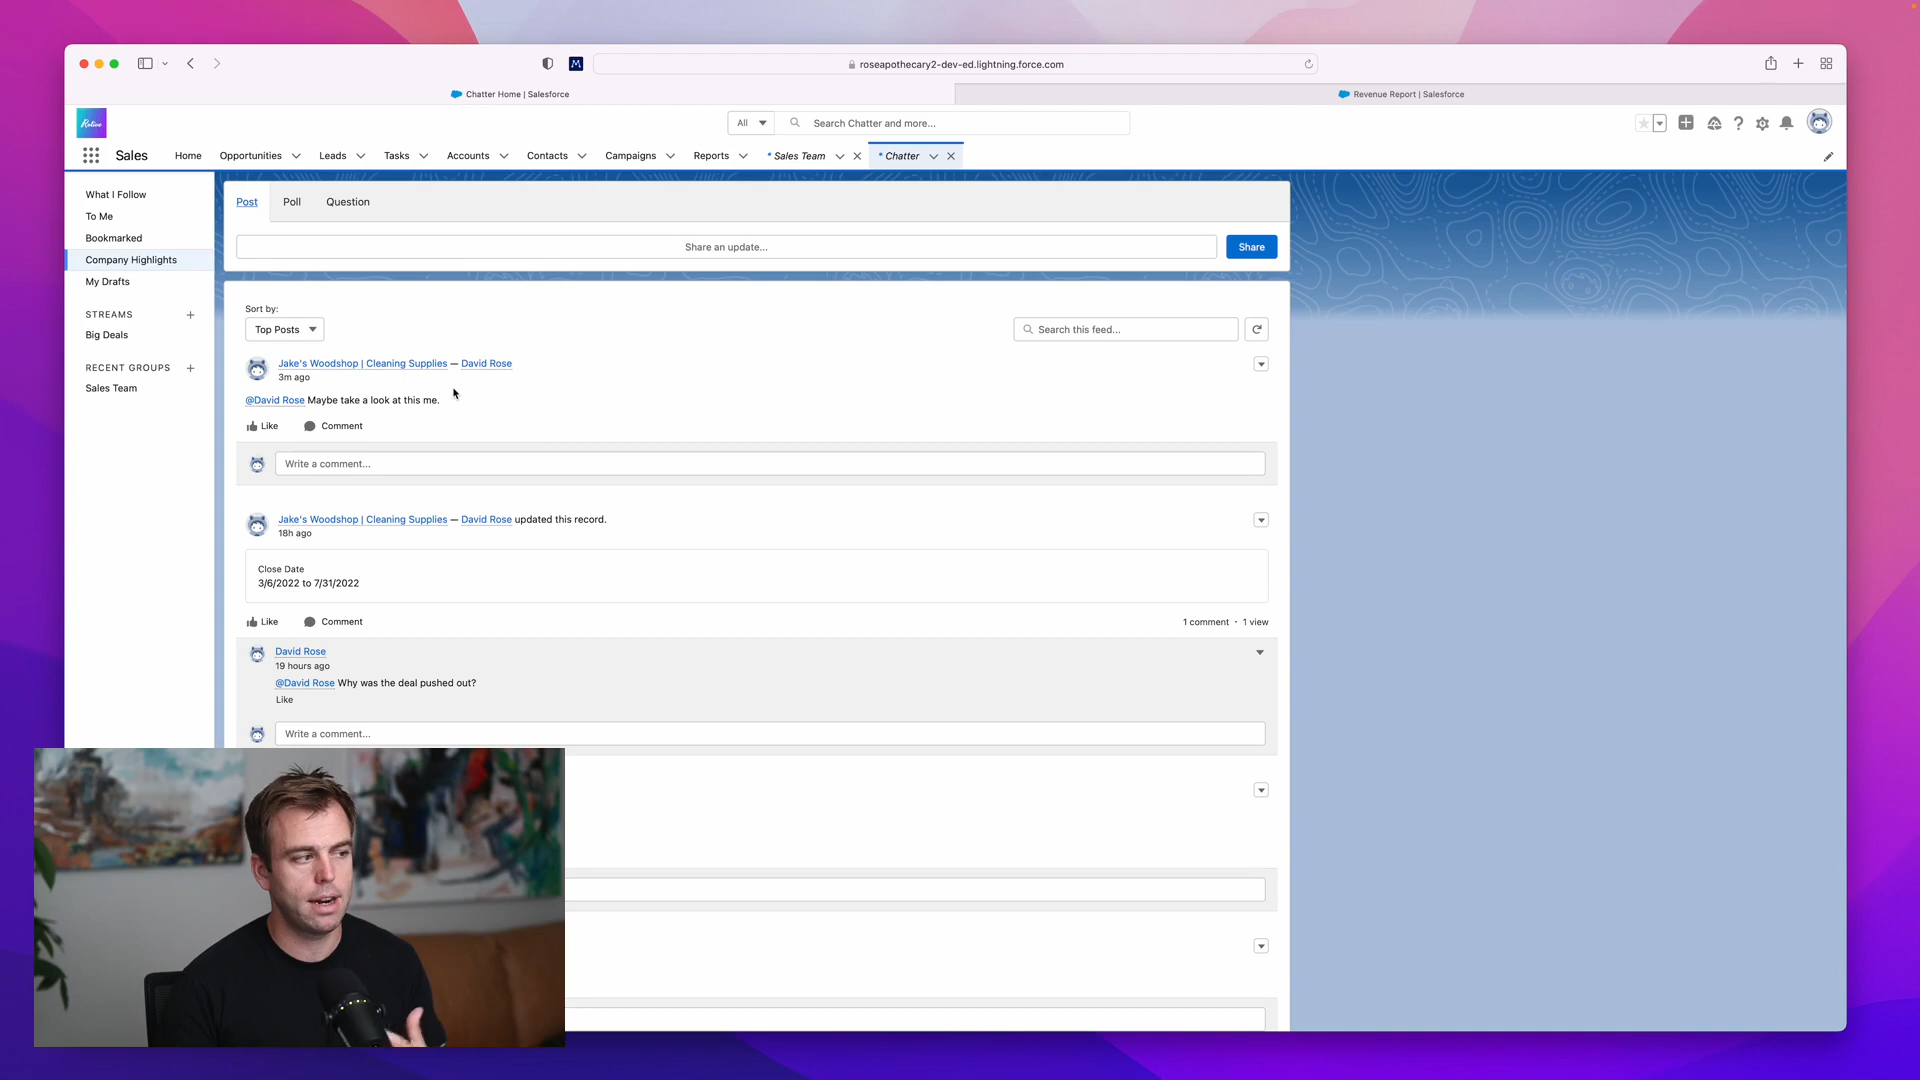 roseapothecary2-dev-ed.lightning.force.com
Chatter Home | Salesforce
Revenue Report | Salesforce
All
Search Chatter and more...
Sales
Home
Opportunities
Leads
Tasks
Accounts
Contacts
Campaigns
Reports
* Sales Team
* Chatter
What I Follow
To Me
Bookmarked
Company Highlights
My Drafts
STREAMS
Big Deals
RECENT GROUPS
Sales Team
Post
Poll
Question
Share an update...
Share
Sort by:
Top Posts
Search this feed...
Jake's Woodshop | Cleaning Supplies — David Rose
3m ago
@David Rose Maybe take a look at this me.
Like
Comment
Write a comment...
Jake's Woodshop | Cleaning Supplies — David Rose updated this record.
18h ago
Close Date
3/6/2022 to 7/31/2022
Like
Comment
1 comment · 1 view
David Rose
19 hours ago
@David Rose Why was the deal pushed out?
Like
Write a comment...